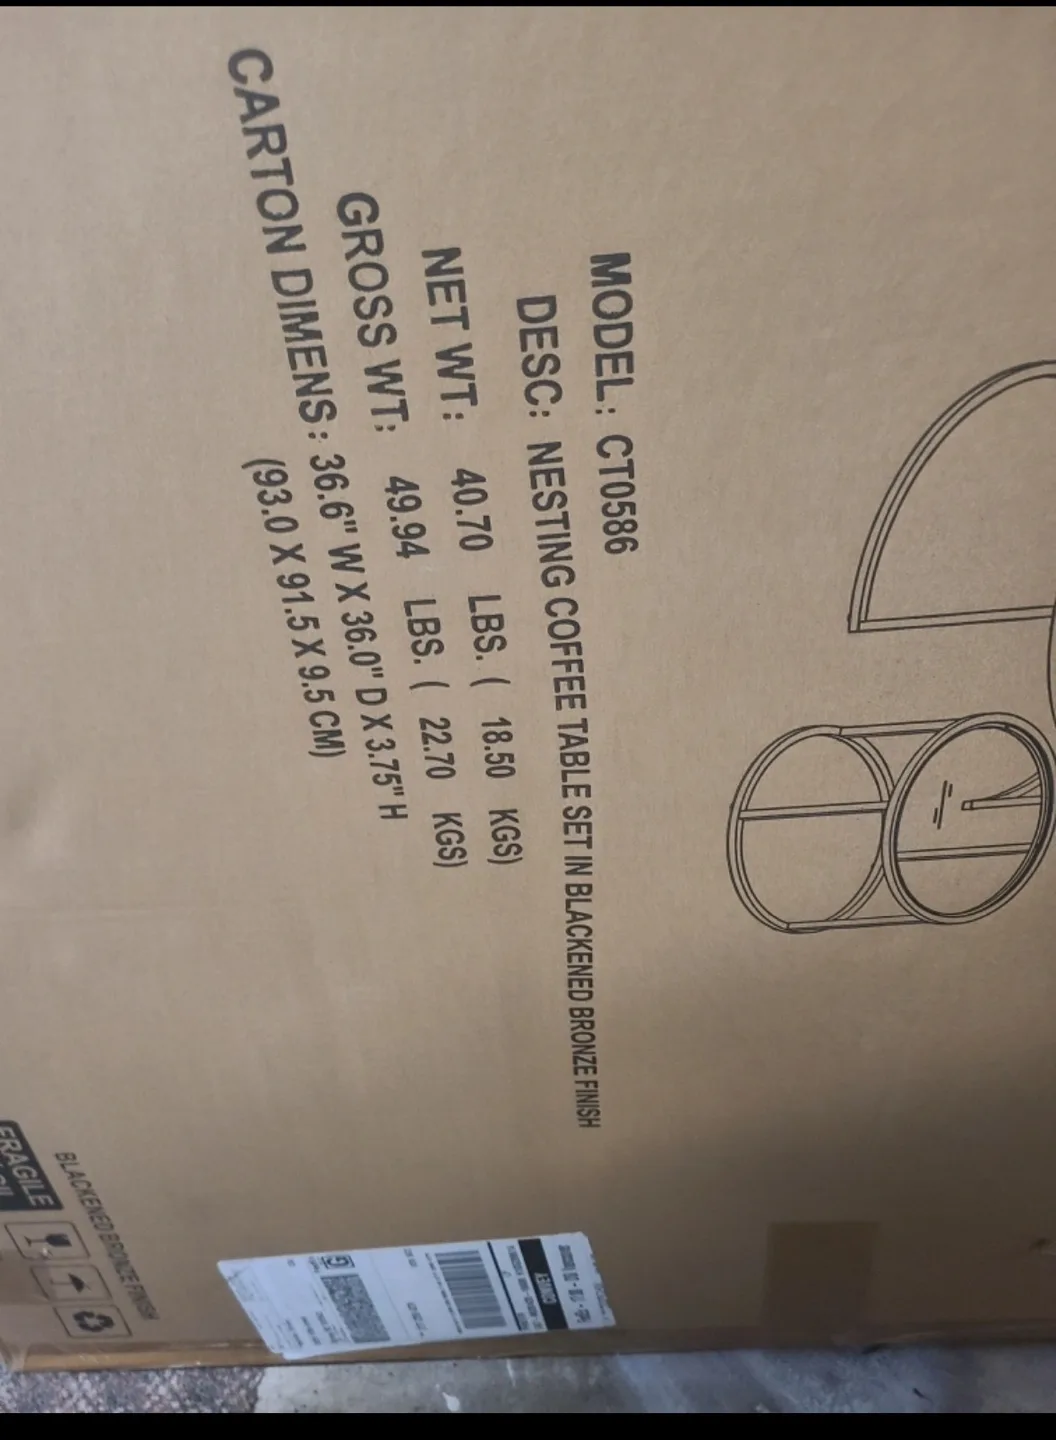 MODEL: CT0586
DESC: NESTING COFFEE TABLE SET IN BLACKENED BRONZE FINISH
NET WT: 40.70 LBS. ( 18.50 KGS)
GROSS WT: 49.94 LBS. ( 22.70 KGS)
CARTON DIMENS: 36.6" W X 36.0" D X 3.75" H
(93.0 X 91.5 X 9.5 CM)
BLACKENED BRONZE FINISH
FRAGILE